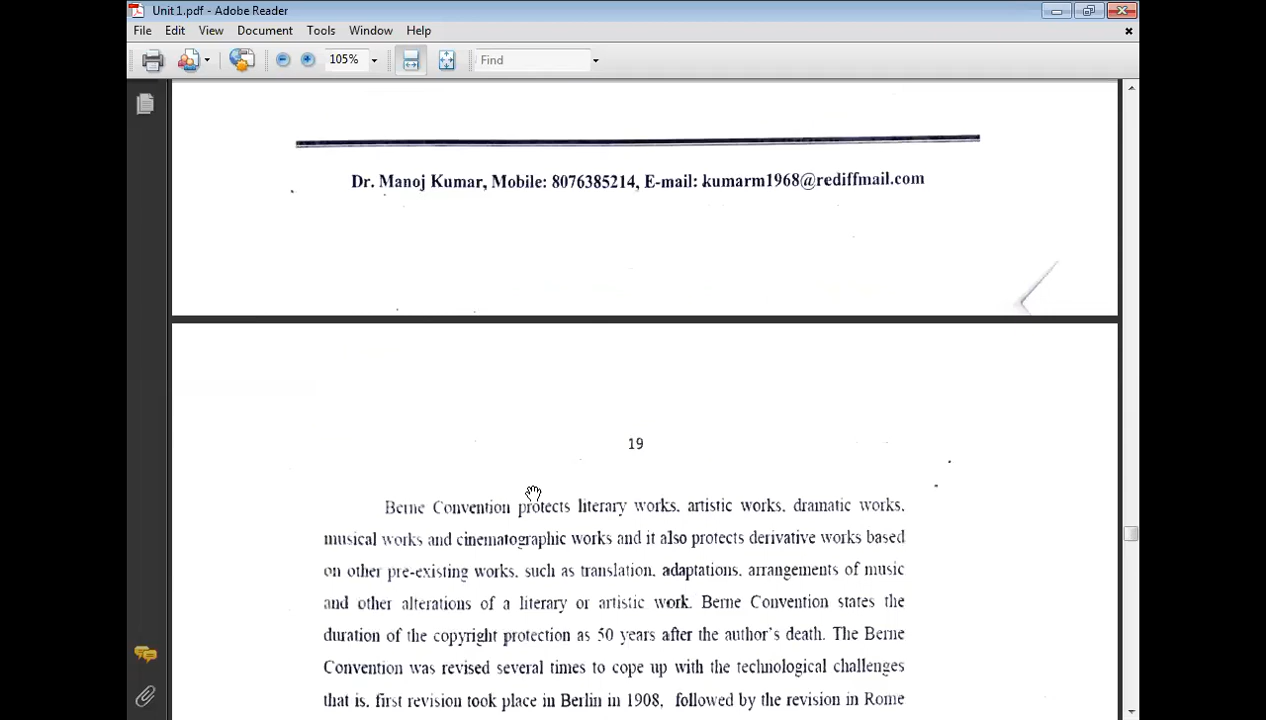 Unit 1.pdf - Adobe Reader
File Edit View Document Tools Window Help
105% Find
Dr. Manoj Kumar, Mobile: 8076385214, E-mail: kumarm1968@rediffmail.com
19
Berne Convention protects literary works. artistic works. dramatic works.
musical works and cinematographic works and it also protects derivative works based
on other pre-existing works. such as translation. adaptations. arrangements of music
and other alterations of a literary or artistic work. Berne Convention states the
duration of the copyright protection as 50 years after the author's death. The Berne
Convention was revised several times to cope up with the technological challenges
that is. first revision took place in Berlin in 1908, followed by the revision in Rome